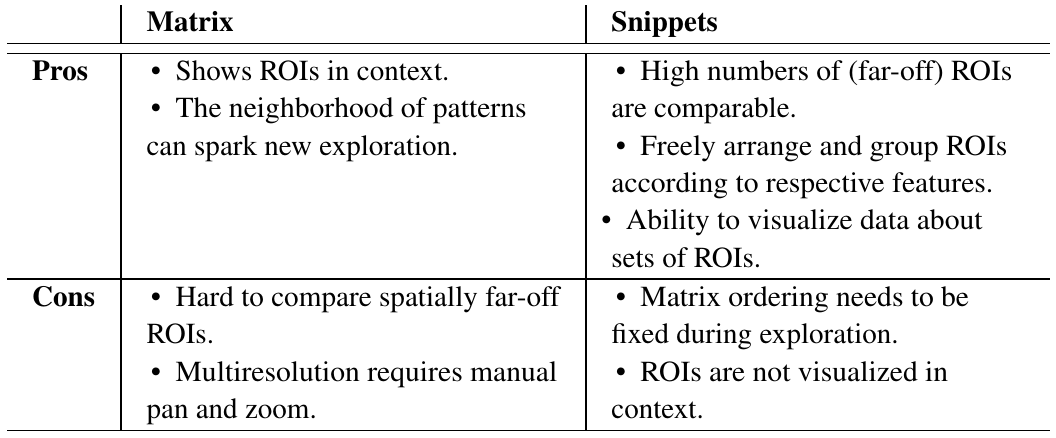 Matrix Snippets
Pros
• Shows ROIs in context.
• The neighborhood of patterns
can spark new exploration.
• High numbers of (far-off) ROIs
are comparable.
• Freely arrange and group ROIs
according to respective features.
• Ability to visualize data about
sets of ROIs.
Cons
• Hard to compare spatially far-off
ROIs.
• Multiresolution requires manual
pan and zoom.
• Matrix ordering needs to be
fixed during exploration.
• ROIs are not visualized in
context.